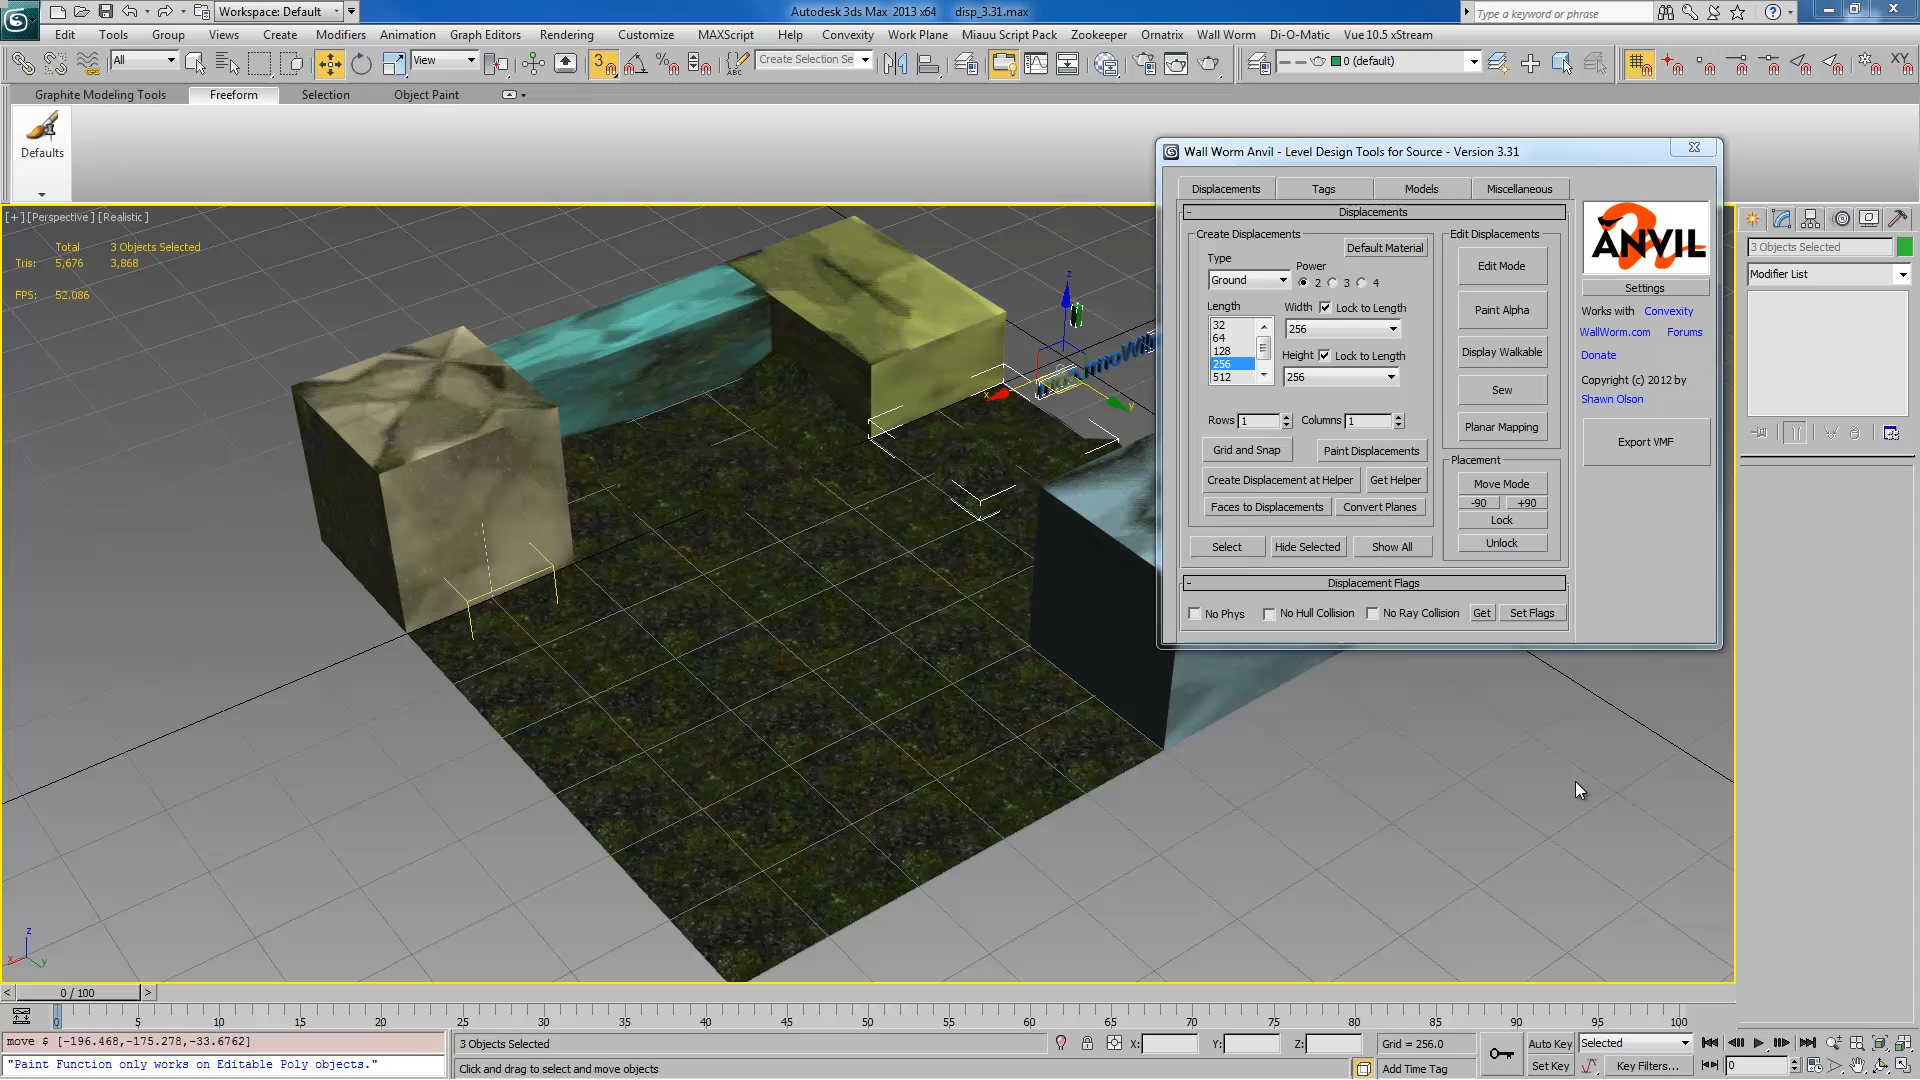 Workspace: Default
Autodesk 3ds Max 2013 x64 disp_3.31.max
Type a keyword or phrase
Edit Tools Group Views Create Modifiers Animation Graph Editors Rendering Customize MAXScript Help Convexity Work Plane Miauu Script Pack Zookeeper Ornatrix Wall Worm Di-O-Matic Vue 10.5 xStream
All View Create Selection Se 0 (default)
Graphite Modeling Tools Freeform Selection Object Paint
Defaults
[+][Perspective][Realistic]
Total 3 Objects Selected
Tris: 5,676 3,868
FPS: 52.086
Wall Worm Anvil - Level Design Tools for Source - Version 3.31
Displacements Tags Models Miscellaneous
Displacements
Create Displacements
Default Material
Type
Ground
Power
2 3 4
Length
32
64
128
256
512
Width Lock to Length
256
Height Lock to Length
256
Rows 1 Columns 1
Grid and Snap Paint Displacements
Create Displacement at Helper Get Helper
Faces to Displacements Convert Planes
Select Hide Selected Show All
Edit Displacements
Edit Mode
Paint Alpha
Display Walkable
Sew
Planar Mapping
Placement
Move Mode
-90 +90
Lock
Unlock
Displacement Flags
No Phys No Hull Collision No Ray Collision Get Set Flags
ANVIL
Settings
Works with Convexity
WallWorm.com Forums
Donate
Copyright (c) 2012 by
Shawn Olson
Export VMF
3 Objects Selected
Modifier List
z
x
y
z
x
y
0 / 100
0 5 10 15 20 25 30 35 40 45 50 55 60 65 70 75 80 85 90 95 100
move $ [-196.468,-175.278,-33.6762]
"Paint Function only works on Editable Poly objects."
3 Objects Selected
X: Y: Z: Grid = 256.0
Click and drag to select and move objects
Add Time Tag
Auto Key Selected
Set Key Key Filters...
0